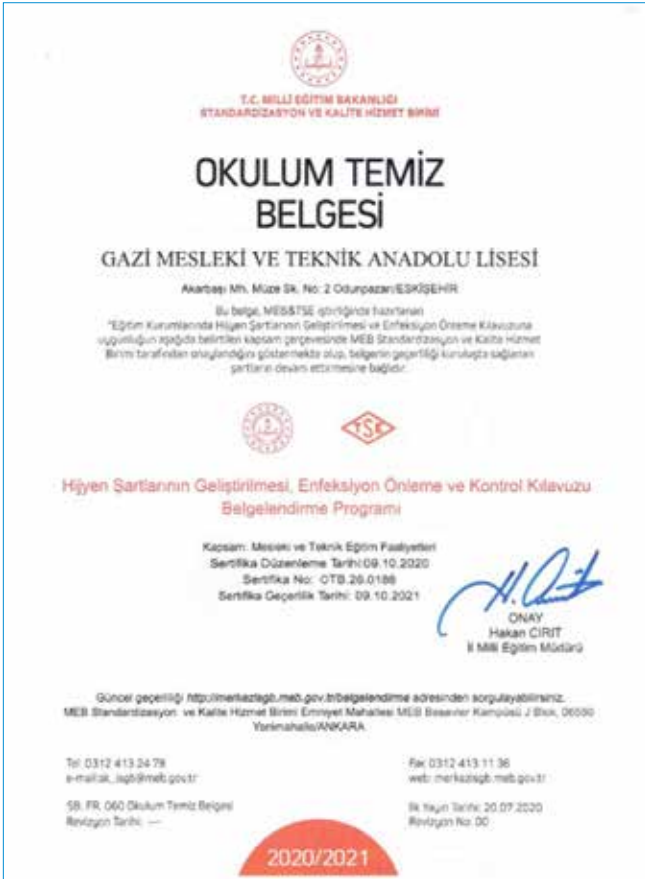 T.C. MİLLİ EĞİTİM BAKANLIĞI
STANDARDİZASYON VE KALİTE HİZMET BİRİMİ
OKULUM TEMİZ
BELGESİ
GAZİ MESLEKİ VE TEKNİK ANADOLU LİSESİ
Akarbaşı Mh. Müze Sk. No: 2 Odunpazarı/ESKİŞEHİR
Bu belge, MEB&TSE işbirliğinde hazırlanan
"Eğitim Kurumlarında Hijyen Şartlarının Geliştirilmesi ve Enfeksiyon Önleme Kılavuzuna
uygunluğun aşağıda belirtilen kapsam çerçevesinde MEB Standardizasyon ve Kalite Hizmet
Birimi tarafından onaylandığını göstermekte olup, belgenin geçerliliği kuruluşta sağlanan
şartların devam ettirmesine bağlıdır.
TSE
Hijyen Şartlarının Geliştirilmesi, Enfeksiyon Önleme ve Kontrol Kılavuzu
Belgelendirme Programı
Kapsam: Mesleki ve Teknik Eğitim Faaliyetleri
Sertifika Düzenleme Tarihi:09.10.2020
Sertifika No: OTB.26.0186
Sertifika Geçerlilik Tarihi: 09.10.2021
ONAY
Hakan CIRIT
İl Milli Eğitim Müdürü
Güncel geçerliliği http://merkezisgb.meb.gov.tr/belgelendirme adresinden sorgulayabilirsiniz.
MEB Standardizasyon ve Kalite Hizmet Birimi Emniyet Mahallesi MEB Beşevler Kampüsü J Blok, 06500
Yenimahalle/ANKARA
Tel: 0312 413 24 79
e-mail: isgb@meb.gov.tr
SB. FR. 060 Okulum Temiz Belgesi
Revizyon Tarihi: ---
Fax: 0312 413 11 36
web: merkezisgb.meb.gov.tr
İlk Yayın Tarihi: 20.07.2020
Revizyon No: 00
2020/2021